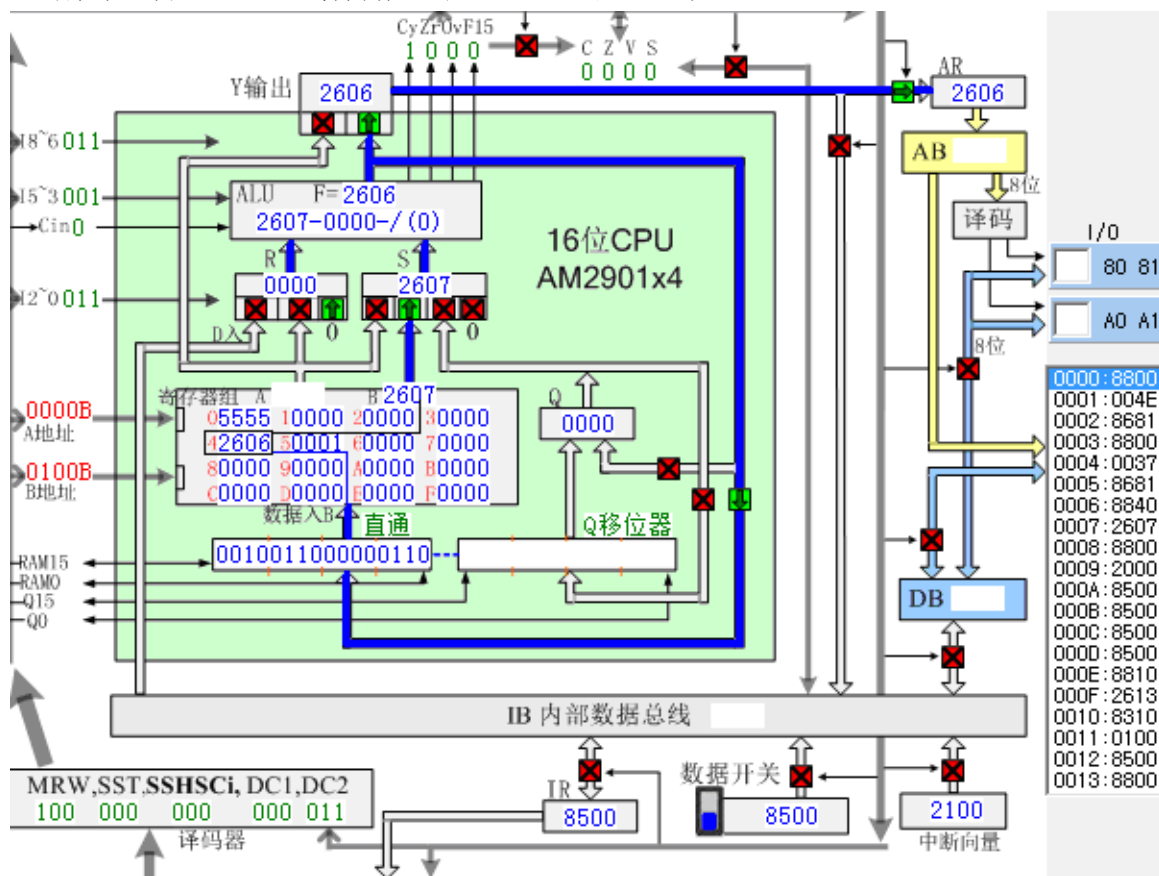 CyZrOvF15
1 0 0 0
C Z V S
0 0 0 0
Y输出
2606
AR
2606
I8~6 011
AB
8位
I5~3 001
ALU F=2606
2607-0000-/(0)
Cin0
译码
16位CPU
AM2901x4
I/O
R
S
0000
2607
80 81
I2~0 011
D入
0
0
A0 A1
8位
寄存器组 A
B 2607
Q
0000:8800
0001:004E
0002:8681
0003:8800
0004:0037
0005:8681
0006:8840
0007:2607
0008:8800
0009:2000
000A:8500
000B:8500
000C:8500
000D:8500
000E:8810
000F:2613
0010:8310
0011:0100
0012:8500
0013:8800
0000B
A地址
05555 10000 20000 30000
42606 50001 60000 70000
80000 90000 A0000 B0000
C0000 D0000 E0000 F0000
0000
0100B
B地址
数据入B
直通
Q移位器
0010011000000110
RAM15
RAM0
Q15
Q0
DB
IB 内部数据总线
MRW,SST,SSHSCi, DC1,DC2
100 000 000 000 011
译码器
IR
8500
数据开关
8500
2100
中断向量